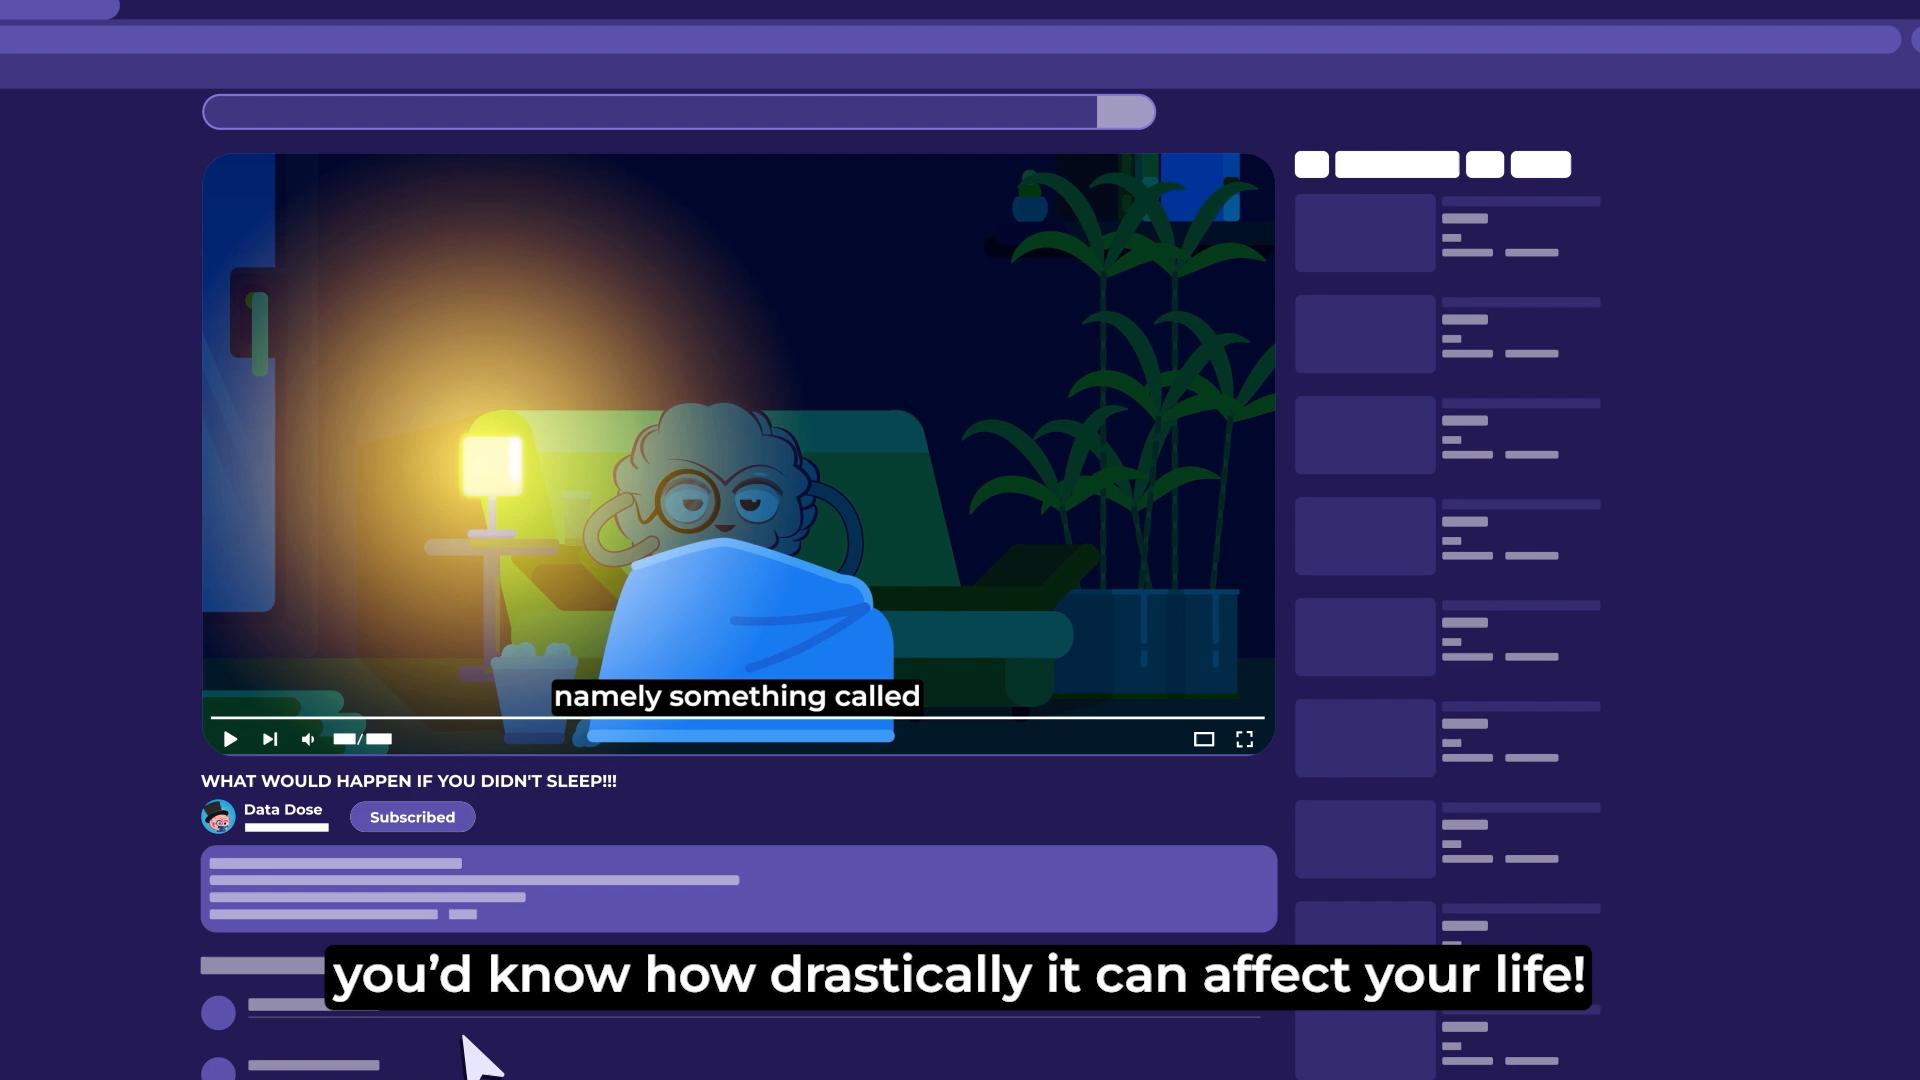 namely something called
WHAT WOULD HAPPEN IF YOU DIDN'T SLEEP!!!
Data Dose
Subscribed
you’d know how drastically it can affect your life!